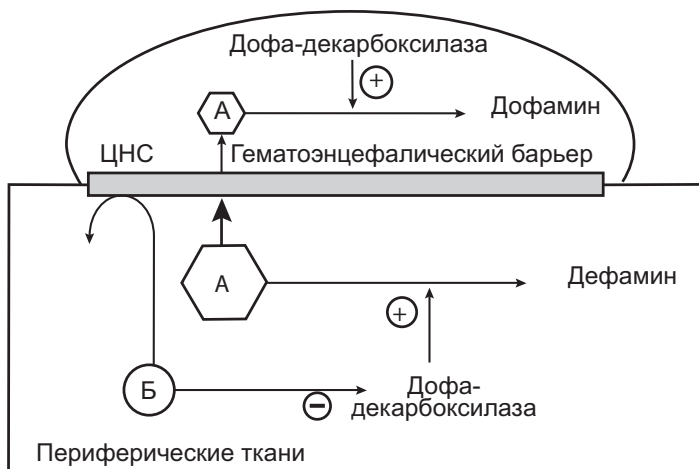 Дофа-декарбоксилаза
+
А
Дофамин
ЦНС
Гематоэнцефалический барьер
А
Дефамин
+
Б
−
Дофа-
декарбоксилаза
Периферические ткани